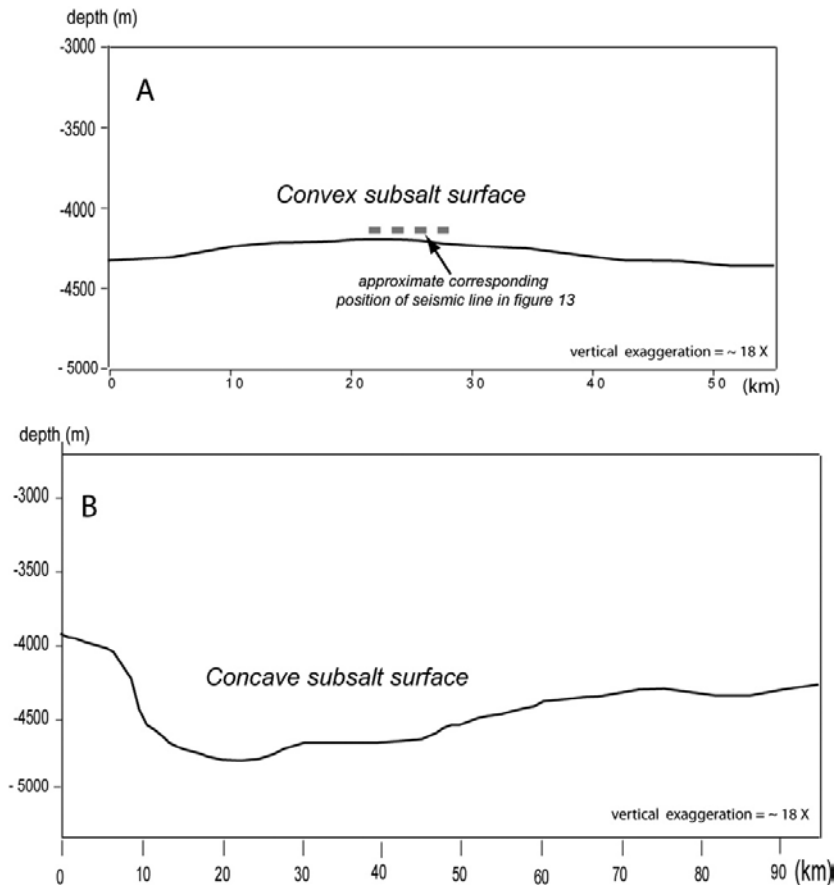 depth (m)
-3000
A
-3500
Convex subsalt surface
-4000
approximate corresponding
position of seismic line in figure 13
-4500
vertical exaggeration = ~ 18 X
- 5000
0 10 20 30 40 50 (km)
depth (m)
-3000
B
-3500
-4000
Concave subsalt surface
-4500
- 5000
vertical exaggeration = ~ 18 X
0 10 20 30 40 50 60 70 80 90 (km)